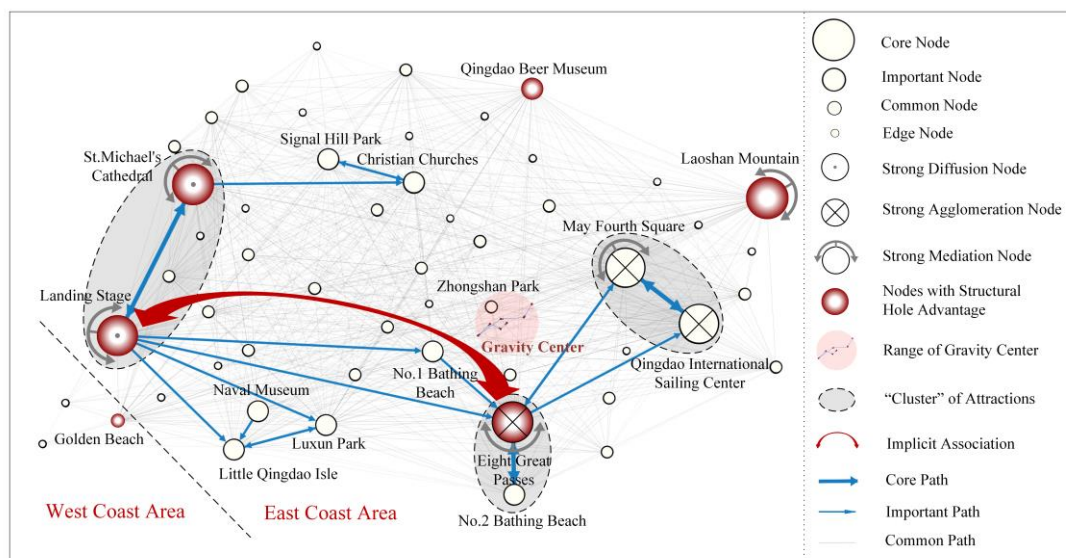 Qingdao Beer Museum
Signal Hill Park
Christian Churches
St.Michael's
Cathedral
Laoshan Mountain
May Fourth Square
Landing Stage
Zhongshan Park
Gravity Center
No.1 Bathing
Beach
Qingdao International
Sailing Center
Naval Museum
Golden Beach
Luxun Park
Little Qingdao Isle
Eight Great
Passes
No.2 Bathing Beach
West Coast Area
East Coast Area
Core Node
Important Node
Common Node
Edge Node
Strong Diffusion Node
Strong Agglomeration Node
Strong Mediation Node
Nodes with Structural
Hole Advantage
Range of Gravity Center
“Cluster” of Attractions
Implicit Association
Core Path
Important Path
Common Path